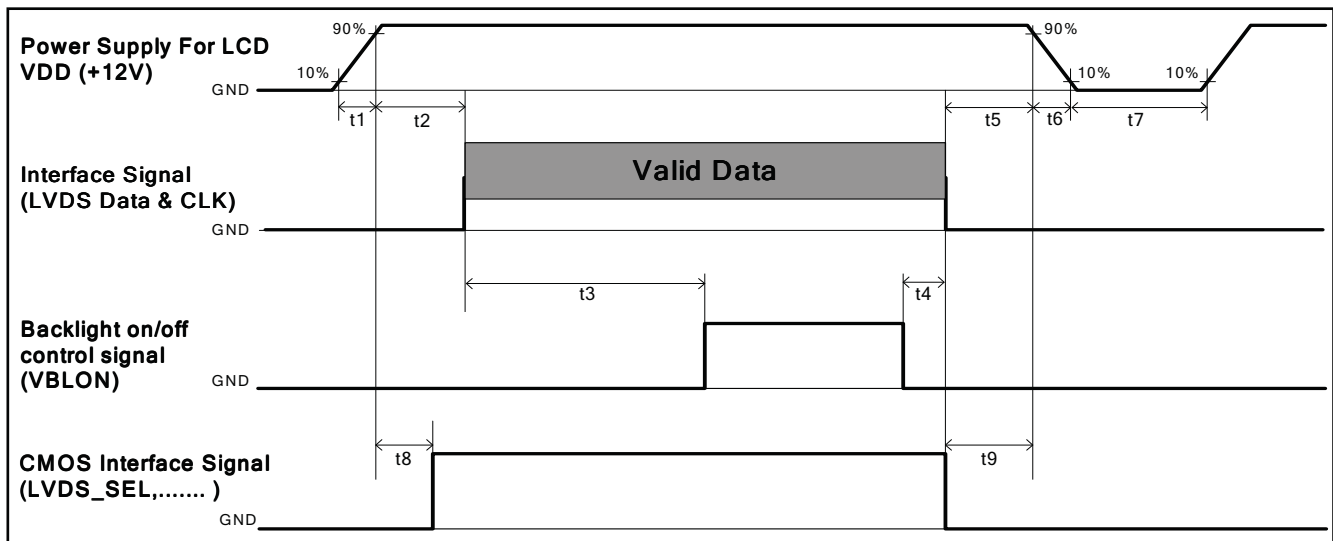 Power Supply For LCD
VDD (+12V)
90%
90%
10%
10%
10%
GND
t1
t2
t5
t6
t7
Interface Signal
(LVDS Data & CLK)
Valid Data
GND
t3
t4
Backlight on/off
control signal
(VBLON)
GND
t8
t9
CMOS Interface Signal
(LVDS_SEL,....... )
GND